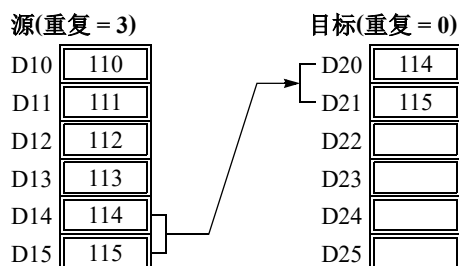 源(重复 = 3) 目标(重复 = 0)
D10 110 D20 114
D11 111 D21 115
D12 112 D22
D13 113 D23
D14 114 D24
D15 115 D25